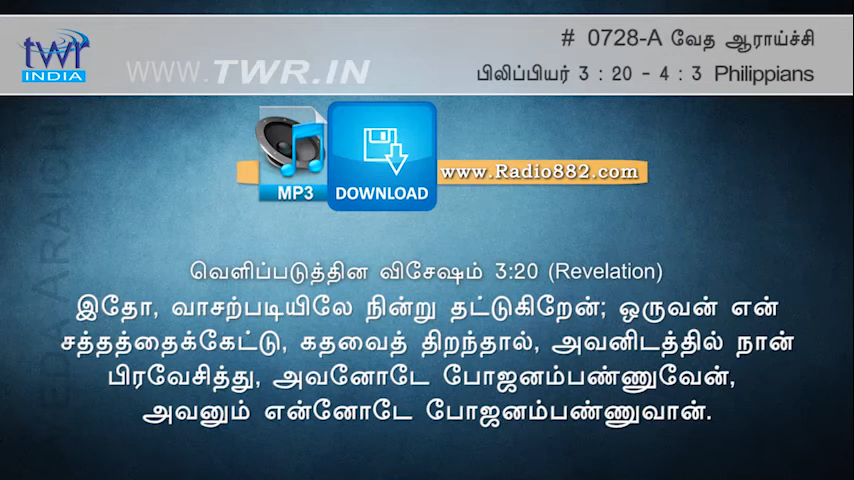 twr
INDIA
WWW.TWR.IN
# 0728-A வேத ஆராய்ச்சி
பிலிப்பியர் 3 : 20 - 4 : 3 Philippians
MP3
DOWNLOAD
www.Radio882.com
வெளிப்படுத்தின விசேஷம் 3:20 (Revelation)
இதோ, வாசற்படியிலே நின்று தட்டுகிறேன்; ஒருவன் என்
சத்தத்தைக்கேட்டு, கதவைத் திறந்தால், அவனிடத்தில் நான்
பிரவேசித்து, அவனோடே போஜனம்பண்ணுவேன்,
அவனும் என்னோடே போஜனம்பண்ணுவான்.
VEDA ARAICHI